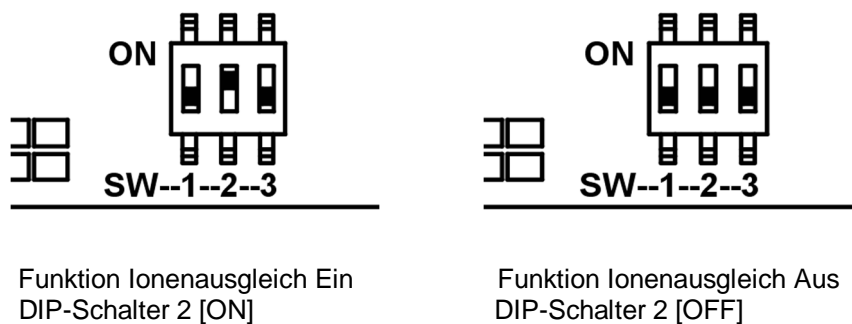 ON
SW--1--2--3
Funktion Ionenausgleich Ein
DIP-Schalter 2 [ON]
ON
SW--1--2--3
Funktion Ionenausgleich Aus
DIP-Schalter 2 [OFF]